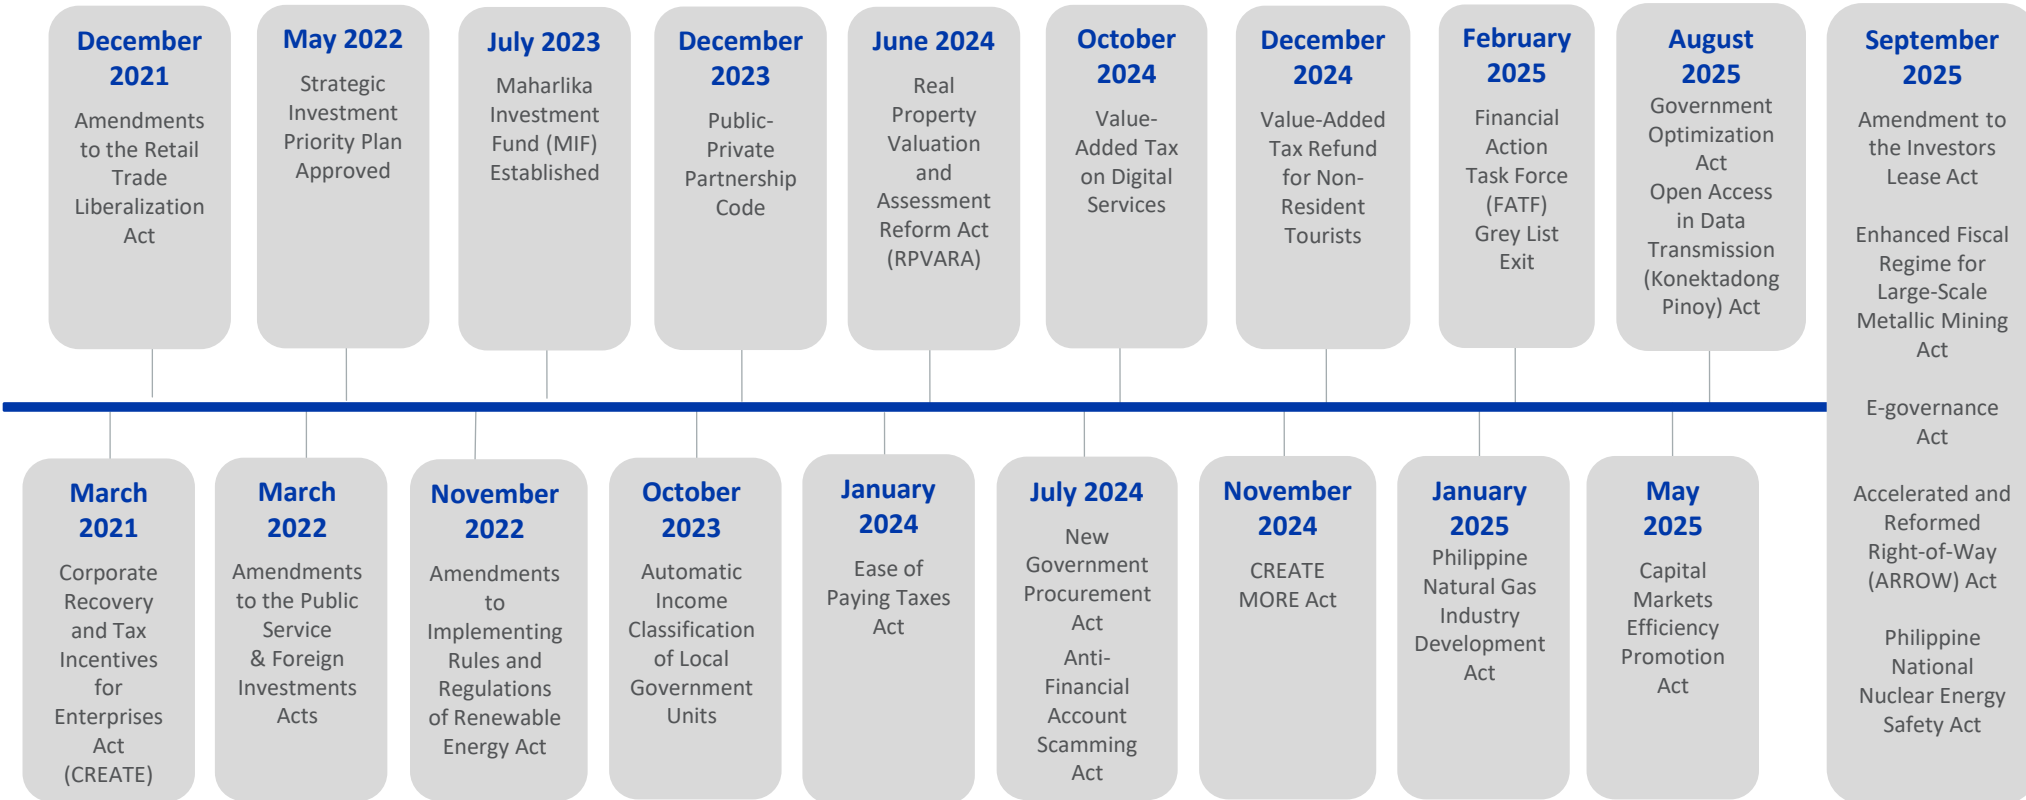 December
2021
Amendments
to the Retail
Trade
Liberalization
Act
May 2022
Strategic
Investment
Priority Plan
Approved
July 2023
Maharlika
Investment
Fund (MIF)
Established
December
2023
Public-
Private
Partnership
Code
June 2024
Real
Property
Valuation
and
Assessment
Reform Act
(RPVARA)
October
2024
Value-
Added Tax
on Digital
Services
December
2024
Value-Added
Tax Refund
for Non-
Resident
Tourists
February
2025
Financial
Action
Task Force
(FATF)
Grey List
Exit
August
2025
Government
Optimization
Act
Open Access
in Data
Transmission
(Konektadong
Pinoy) Act
September
2025
Amendment to
the Investors
Lease Act
Enhanced Fiscal
Regime for
Large-Scale
Metallic Mining
Act
E-governance
Act
Accelerated and
Reformed
Right-of-Way
(ARROW) Act
Philippine
National
Nuclear Energy
Safety Act
March
2021
Corporate
Recovery
and Tax
Incentives
for
Enterprises
Act
(CREATE)
March
2022
Amendments
to the Public
Service
& Foreign
Investments
Acts
November
2022
Amendments
to
Implementing
Rules and
Regulations
of Renewable
Energy Act
October
2023
Automatic
Income
Classification
of Local
Government
Units
January
2024
Ease of
Paying Taxes
Act
July 2024
New
Government
Procurement
Act
Anti-
Financial
Account
Scamming
Act
November
2024
CREATE
MORE Act
January
2025
Philippine
Natural Gas
Industry
Development
Act
May
2025
Capital
Markets
Efficiency
Promotion
Act